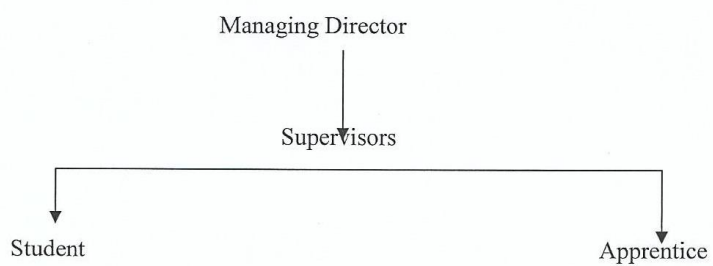 Managing Director
Supervisors
Student
Apprentice